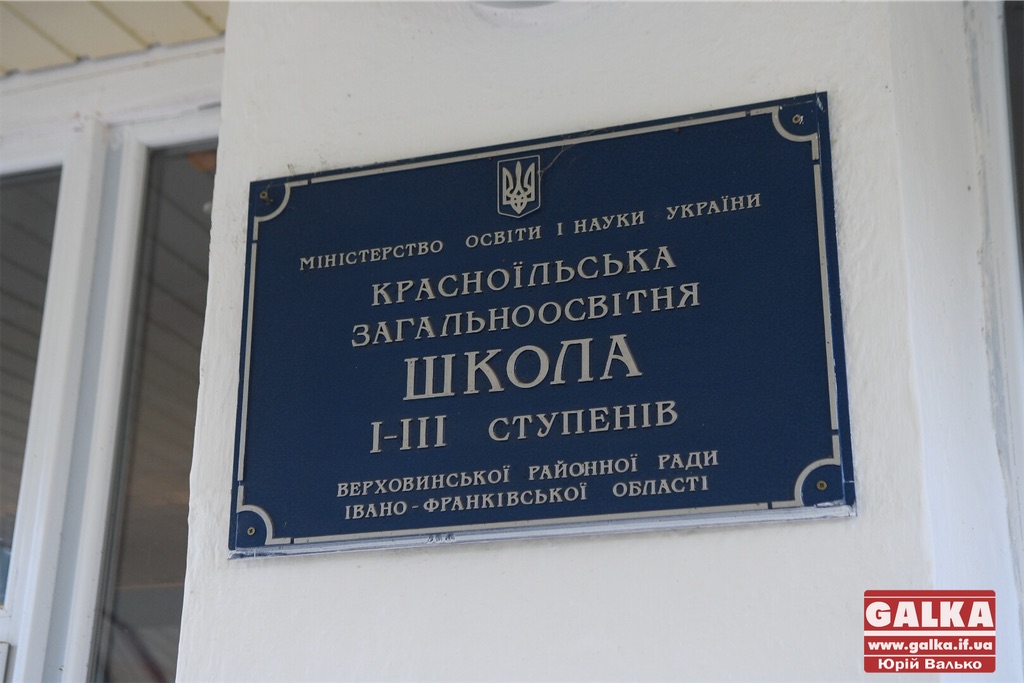 МІНІСТЕРСТВО ОСВІТИ І НАУКИ УКРАЇНИ
КРАСНОЇЛЬСЬКА
ЗАГАЛЬНООСВІТНЯ
ШКОЛА
І-ІІІ СТУПЕНІВ
ВЕРХОВИНСЬКОЇ РАЙОННОЇ РАДИ
ІВАНО-ФРАНКІВСЬКОЇ ОБЛАСТІ
GALKA
www.galka.if.ua
Юрій Валько